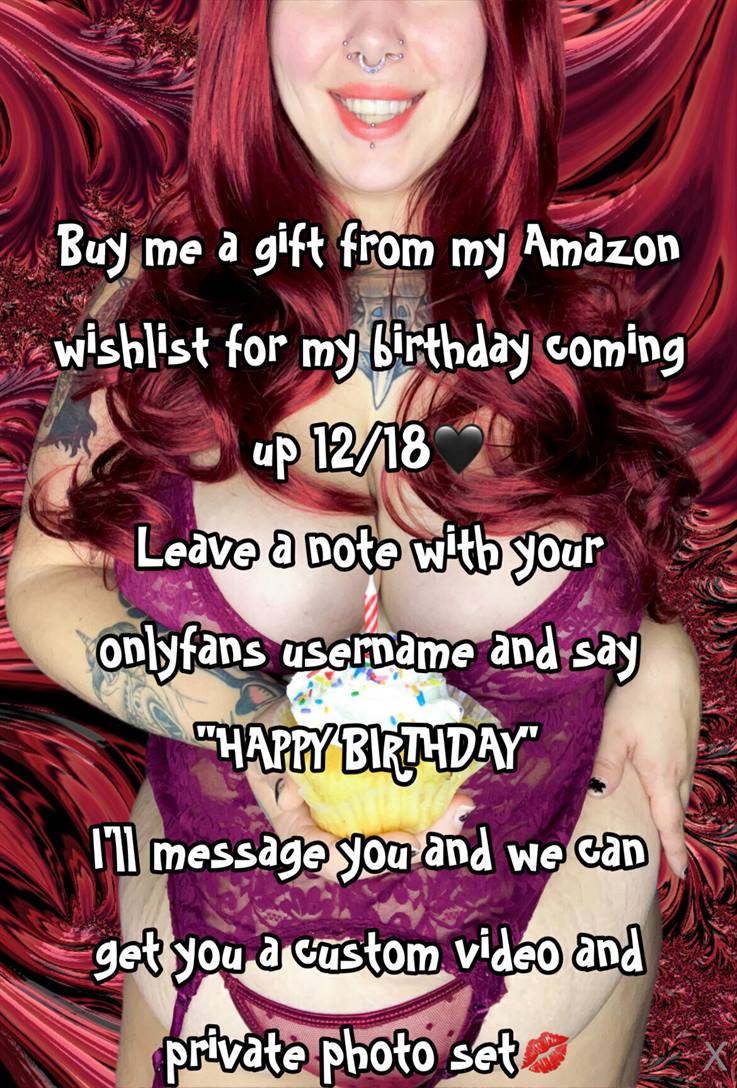 Buy me a gift from my Amazon
wishlist for my birthday coming
up 12/18🖤
Leave a note with your
onlyfans username and say
"HAPPY BIRTHDAY"
I'll message you and we can
get you a custom video and
private photo set💋
X